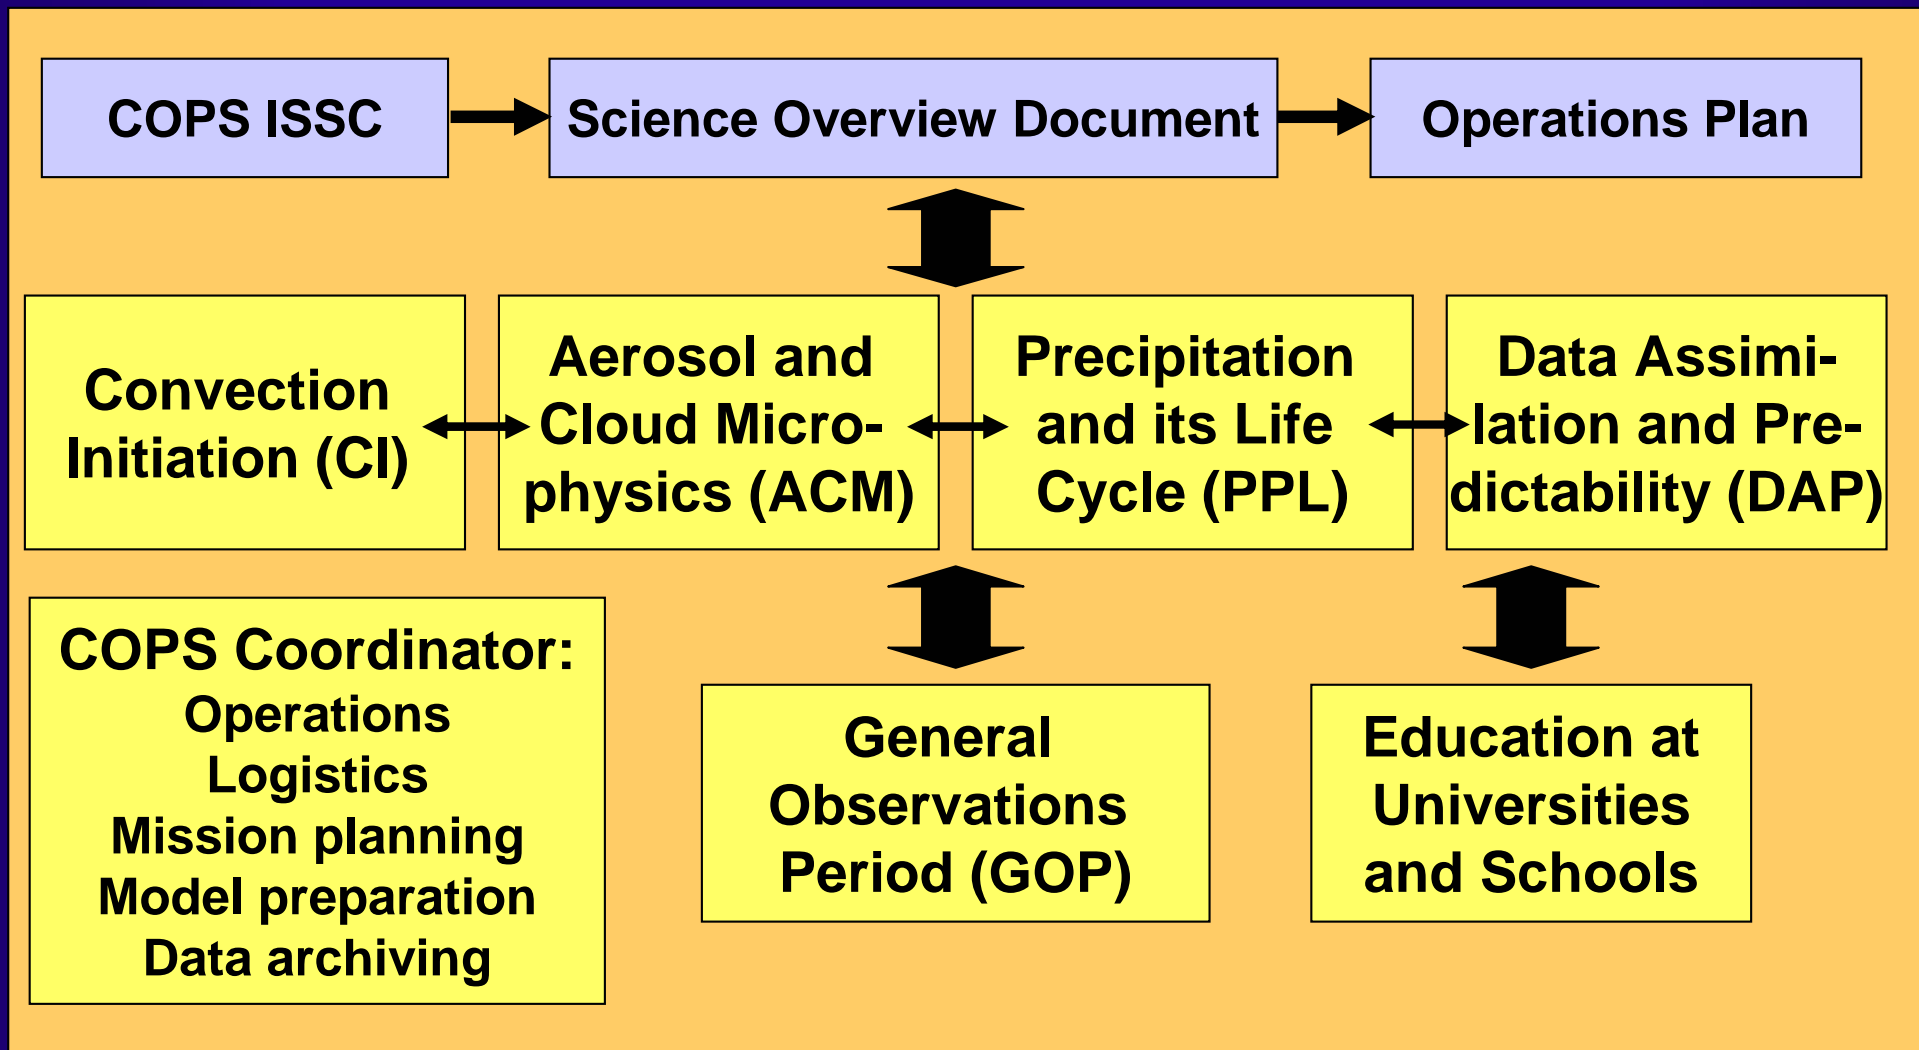 COPS ISSC
Science Overview Document
Operations Plan
Convection
Initiation (CI)
Aerosol and
Cloud Micro-
physics (ACM)
Precipitation
and its Life
Cycle (PPL)
Data Assimi-
lation and Pre-
dictability (DAP)
COPS Coordinator:
Operations
Logistics
Mission planning
Model preparation
Data archiving
General
Observations
Period (GOP)
Education at
Universities
and Schools